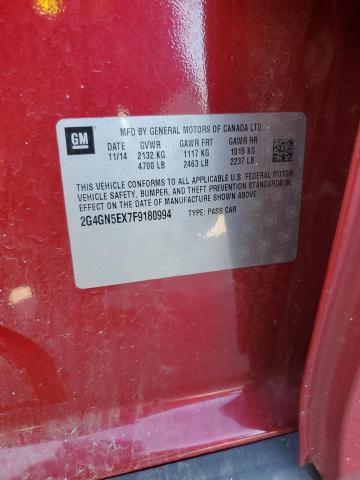 GM
MFD BY GENERAL MOTORS OF CANADA LTD
DATE GVWR GAWR FRT GAWR RR
11/14 2132 KG 1117 KG 1015 KG
4700 LB 2463 LB 2237 LB
THIS VEHICLE CONFORMS TO ALL APPLICABLE U.S. FEDERAL MOTOR
VEHICLE SAFETY, BUMPER, AND THEFT PREVENTION STANDARDS IN
EFFECT ON THE DATE OF MANUFACTURE SHOWN ABOVE.
2G4GN5EX7F9180994 TYPE: PASS CAR